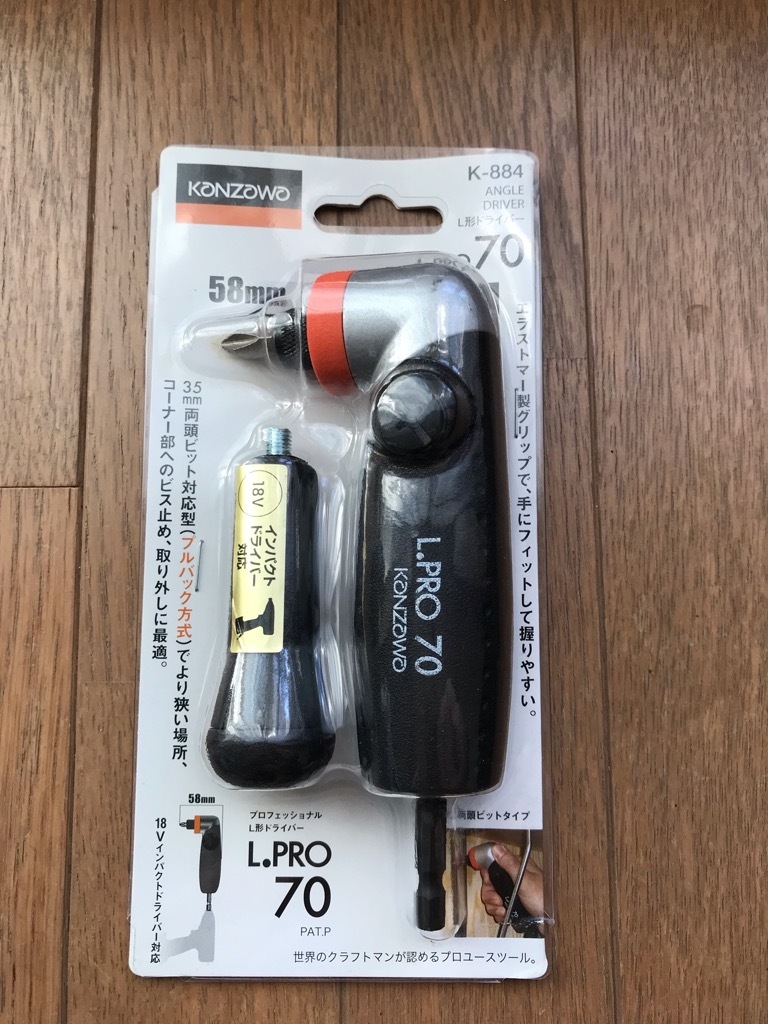 KANZAWA
K-884
ANGLE
DRIVER
L形ドライバー
70
58mm
エラストマー製グリップで、手にフィットして握りやすい。
35mm両頭ビット対応型(プルバック方式)でより狭い場所、
コーナー部へのビス止め、取り外しに最適。
18V
インパクト
ドライバー
対応
L.PRO 70
KANZAWA
58mm
18Vインパクトドライバー対応
プロフェッショナル
L形ドライバー
L.PRO
70
PAT.P
両頭ビットタイプ
世界のクラフトマンが認めるプロユースツール。